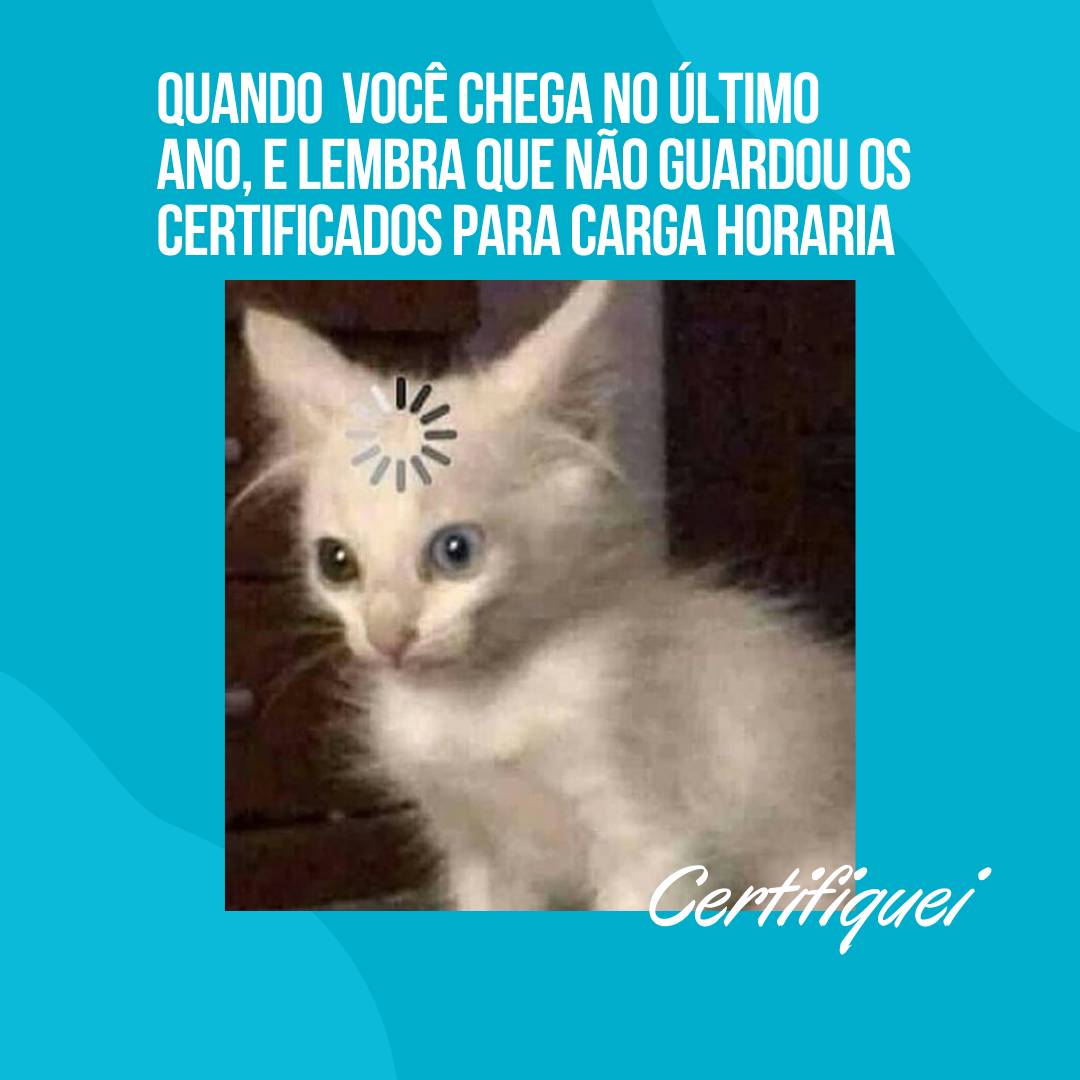 QUANDO VOCÊ CHEGA NO ÚLTIMO
ANO, E LEMBRA QUE NÃO GUARDOU OS
CERTIFICADOS PARA CARGA HORARIA
Certifiquei